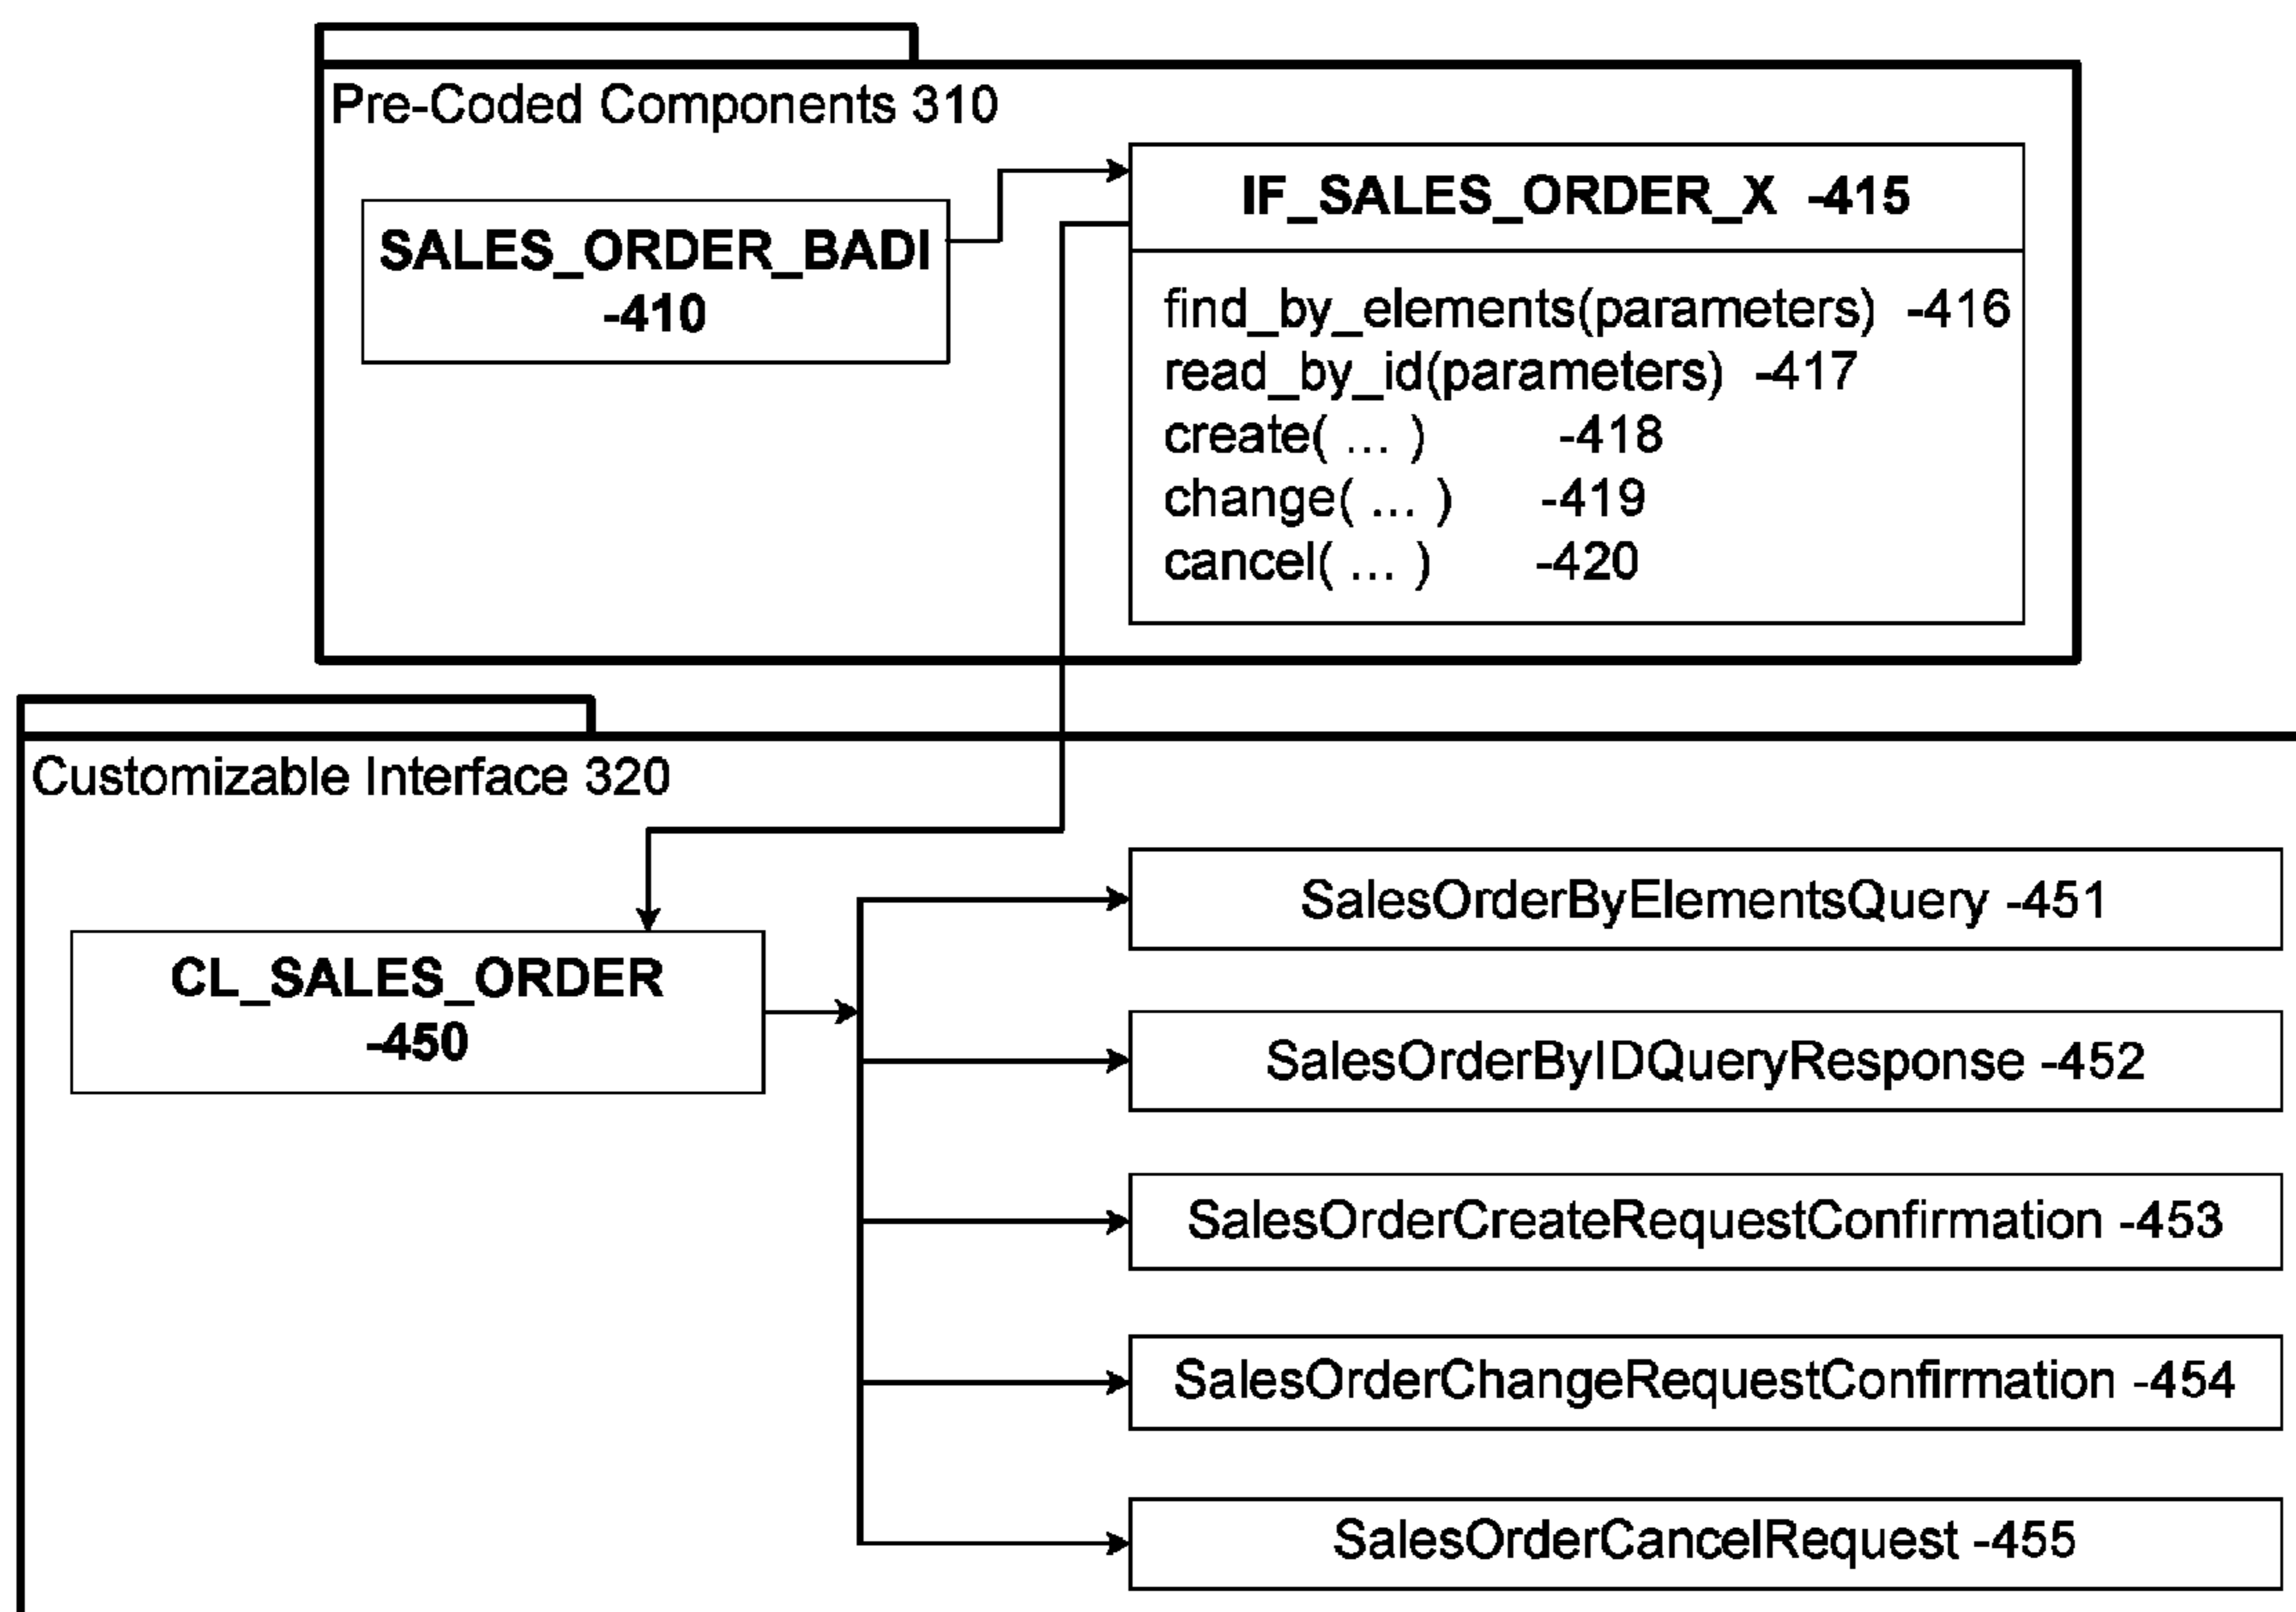 Pre-Coded Components 310
SALES_ORDER_BADI
-410
IF_SALES_ORDER_X -415
find_by_elements(parameters) -416
read_by_id(parameters) -417
create( ... ) -418
change( ... ) -419
cancel( ... ) -420
Customizable Interface 320
CL_SALES_ORDER
-450
SalesOrderByElementsQuery -451
SalesOrderByIDQueryResponse -452
SalesOrderCreateRequestConfirmation -453
SalesOrderChangeRequestConfirmation -454
SalesOrderCancelRequest -455